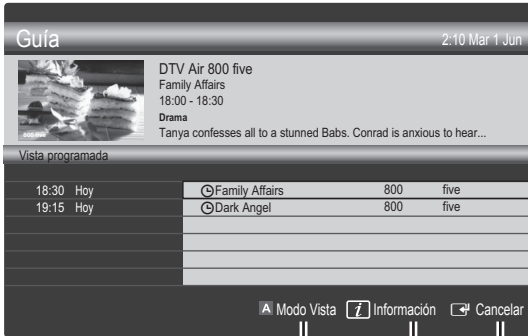 Guía 2:10 Mar 1 Jun
DTV Air 800 five
Family Affairs
18:00 - 18:30
Drama
Tanya confesses all to a stunned Babs. Conrad is anxious to hear...
800 five
Vista programada
18:30 Hoy Family Affairs 800 five
19:15 Hoy Dark Angel 800 five
A Modo Vista i Información Cancelar